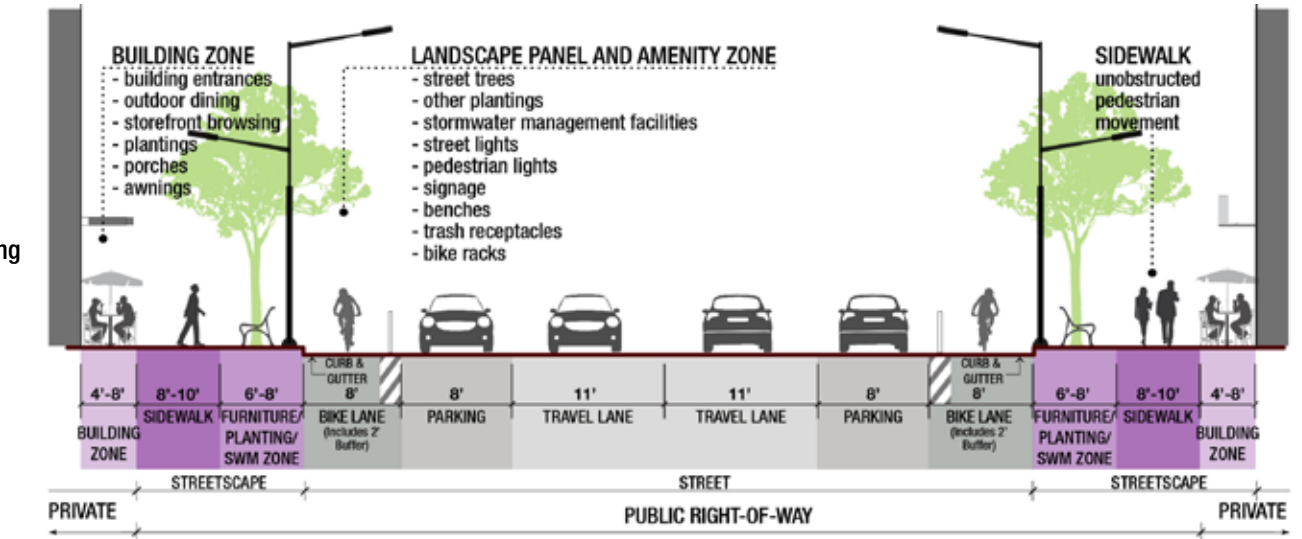 BUILDING ZONE
- building entrances
- outdoor dining
- storefront browsing
- plantings
- porches
- awnings
LANDSCAPE PANEL AND AMENITY ZONE
- street trees
- other plantings
- stormwater management facilities
- street lights
- pedestrian lights
- signage
- benches
- trash receptacles
- bike racks
SIDEWALK
unobstructed
pedestrian
movement
ng
4'-8'
BUILDING
ZONE
8'-10'
SIDEWALK
6'-8'
FURNITURE/
PLANTING/
SWM ZONE
CURB &
GUTTER
8'
BIKE LANE
(Includes 2'
Buffer)
8'
PARKING
11'
TRAVEL LANE
11'
TRAVEL LANE
8'
PARKING
CURB &
GUTTER
8'
BIKE LANE
(Includes 2'
Buffer)
6'-8'
FURNITURE/
PLANTING/
SWM ZONE
8'-10'
SIDEWALK
4'-8'
BUILDING
ZONE
STREETSCAPE
STREET
STREETSCAPE
PRIVATE
PUBLIC RIGHT-OF-WAY
PRIVATE